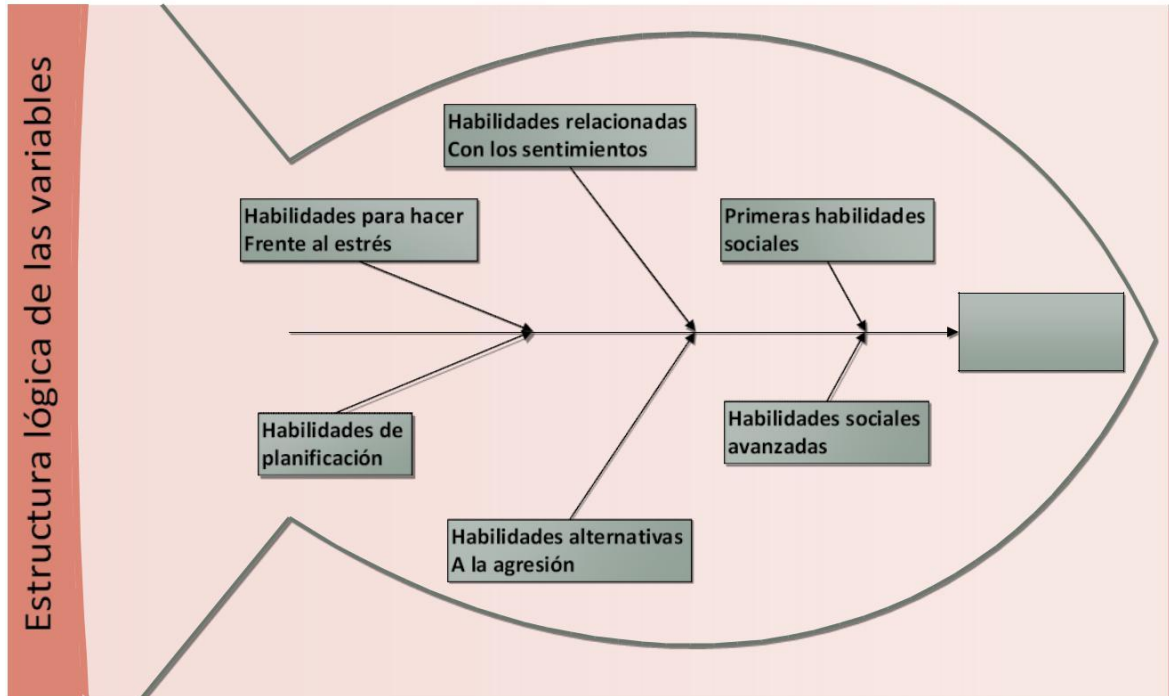 Estructura lógica de las variables
Habilidades relacionadas
Con los sentimientos
Habilidades para hacer
Frente al estrés
Primeras habilidades
sociales
Habilidades de
planificación
Habilidades sociales
avanzadas
Habilidades alternativas
A la agresión